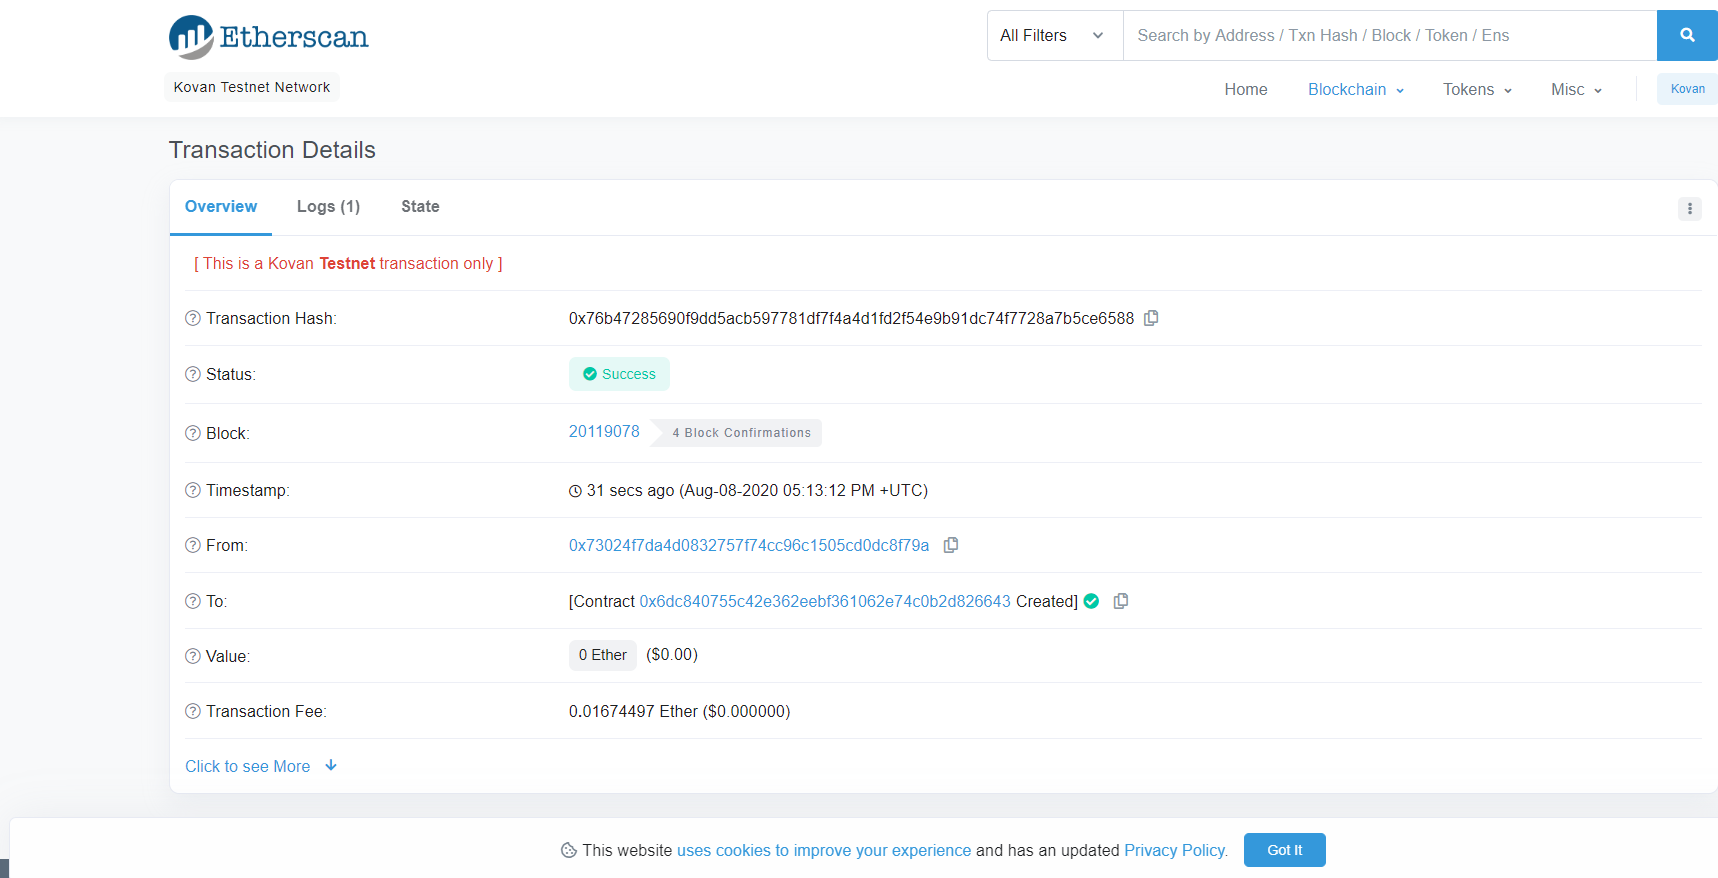 Etherscan
All Filters
Search by Address / Txn Hash / Block / Token / Ens
Kovan Testnet Network
Home Blockchain Tokens Misc Kovan
Transaction Details
Overview Logs (1) State
[ This is a Kovan Testnet transaction only ]
Transaction Hash: 0x76b47285690f9dd5acb597781df7f4a4d1fd2f54e9b91dc74f7728a7b5ce6588
Status: Success
Block: 20119078 4 Block Confirmations
Timestamp: 31 secs ago (Aug-08-2020 05:13:12 PM +UTC)
From: 0x73024f7da4d0832757f74cc96c1505cd0dc8f79a
To: [Contract 0x6dc840755c42e362eebf361062e74c0b2d826643 Created]
Value: 0 Ether ($0.00)
Transaction Fee: 0.01674497 Ether ($0.000000)
Click to see More
This website uses cookies to improve your experience and has an updated Privacy Policy. Got It